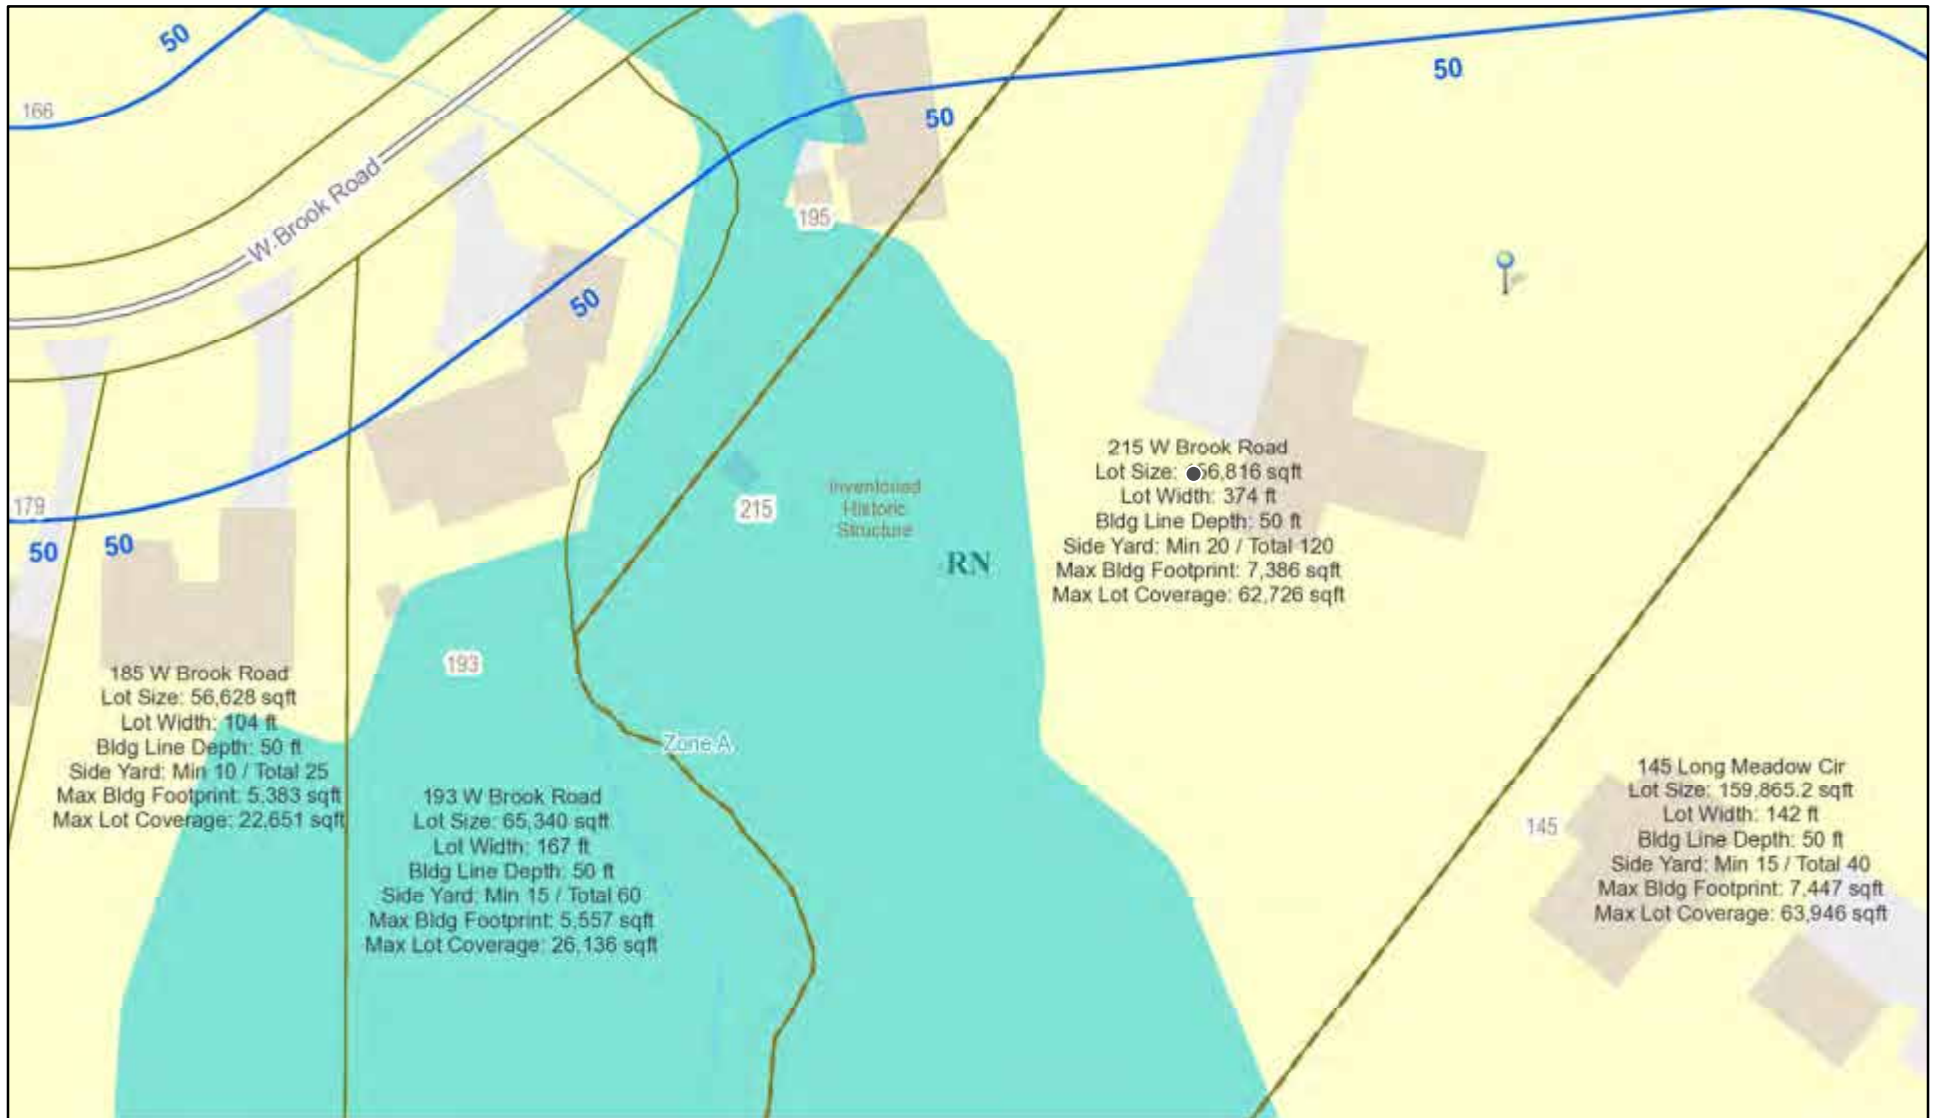 50
50
50
166
W. Brook Road
195
50
179
50
50
215
Inventoried
Historic
Structure
RN
215 W Brook Road
Lot Size: sqft
Lot Width: 374 ft
Bldg Line Depth: 50 ft
Side Yard: Min 20 / Total 120
Max Bldg Footprint: 7,386 sqft
Max Lot Coverage: 62,726 sqft
193
185 W Brook Road
Lot Size: 56,628 sqft
Lot Width: 104 ft
Bldg Line Depth: 50 ft
Side Yard: Min 10 / Total 25
Max Bldg Footprint: 5,383 sqft
Max Lot Coverage: 22,651 sqft
Zone A
193 W Brook Road
Lot Size: 65,340 sqft
Lot Width: 167 ft
Bldg Line Depth: 50 ft
Side Yard: Min 15 / Total 60
Max Bldg Footprint: 5,557 sqft
Max Lot Coverage: 26,136 sqft
145
145 Long Meadow Cir
Lot Size: 159,865.2 sqft
Lot Width: 142 ft
Bldg Line Depth: 50 ft
Side Yard: Min 15 / Total 40
Max Bldg Footprint: 7,447 sqft
Max Lot Coverage: 63,946 sqft